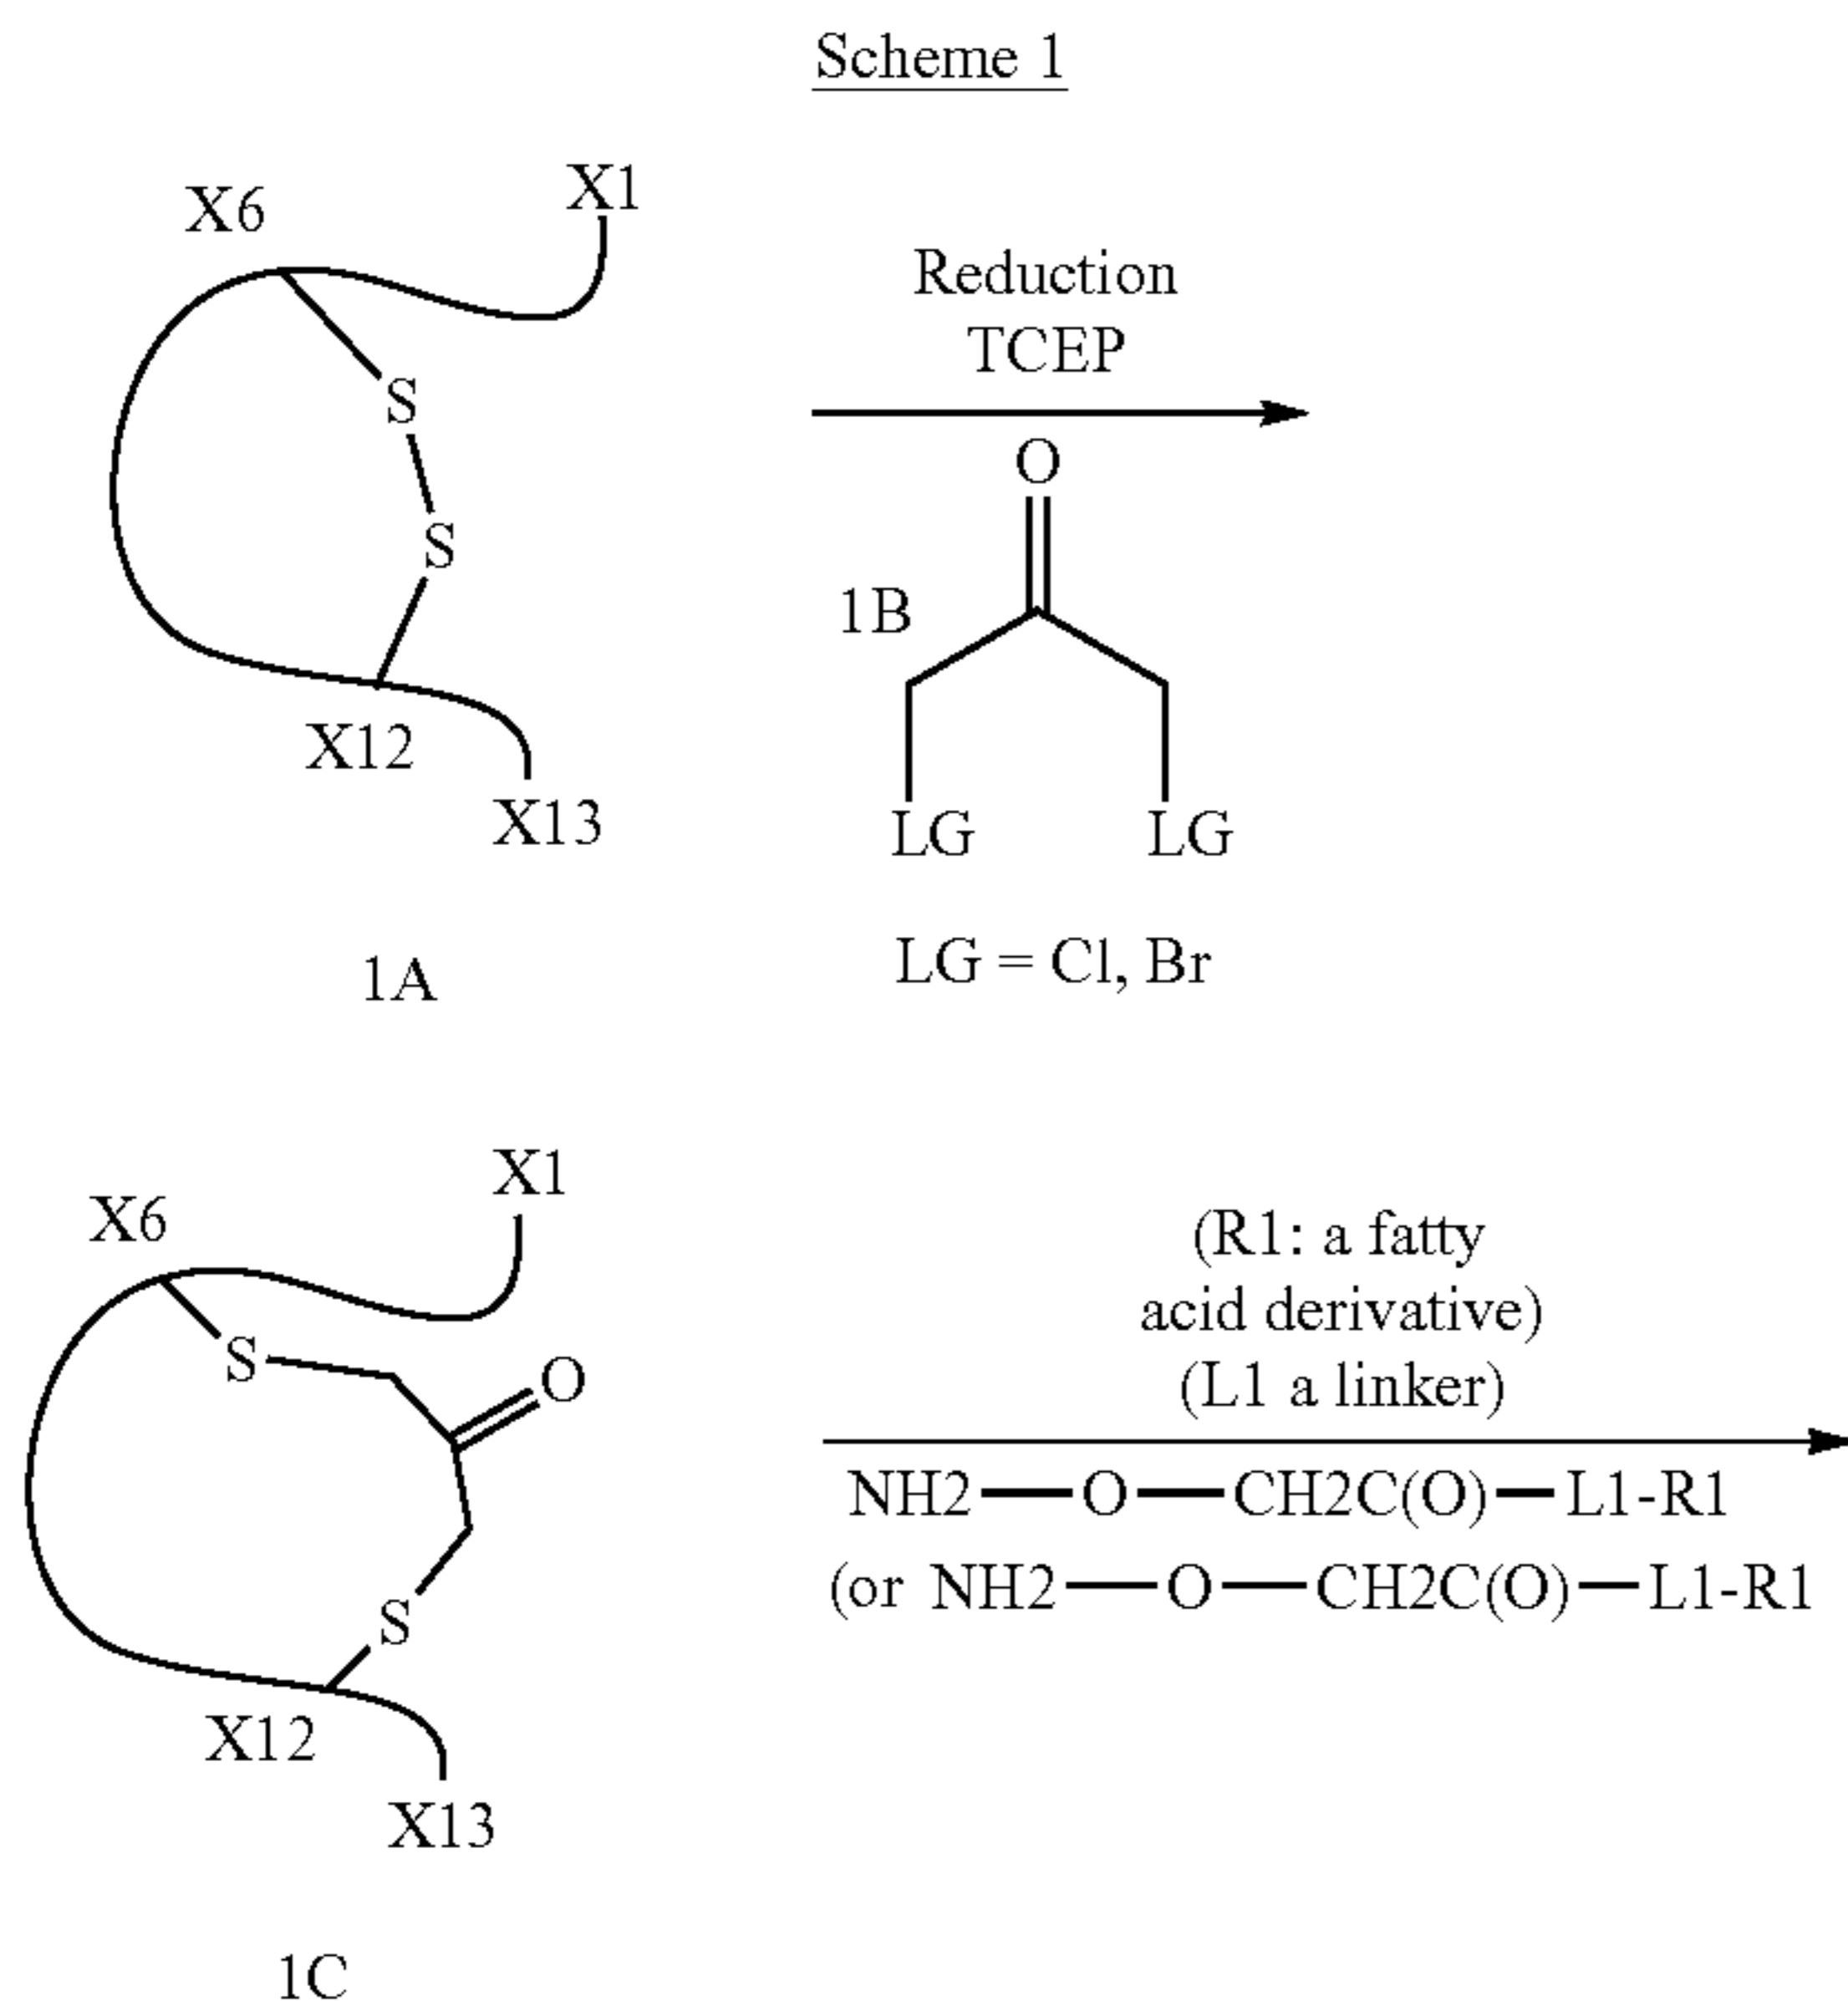 Scheme 1
X6
X1
S
S
X12
X13
1A
Reduction
TCEP
O
1B
LG
LG
LG = Cl, Br
X6
X1
S
O
S
X12
X13
1C
(R1: a fatty
acid derivative)
(L1 a linker)
NH2—O—CH2C(O)—L1-R1
(or NH2—O—CH2C(O)—L1-R1